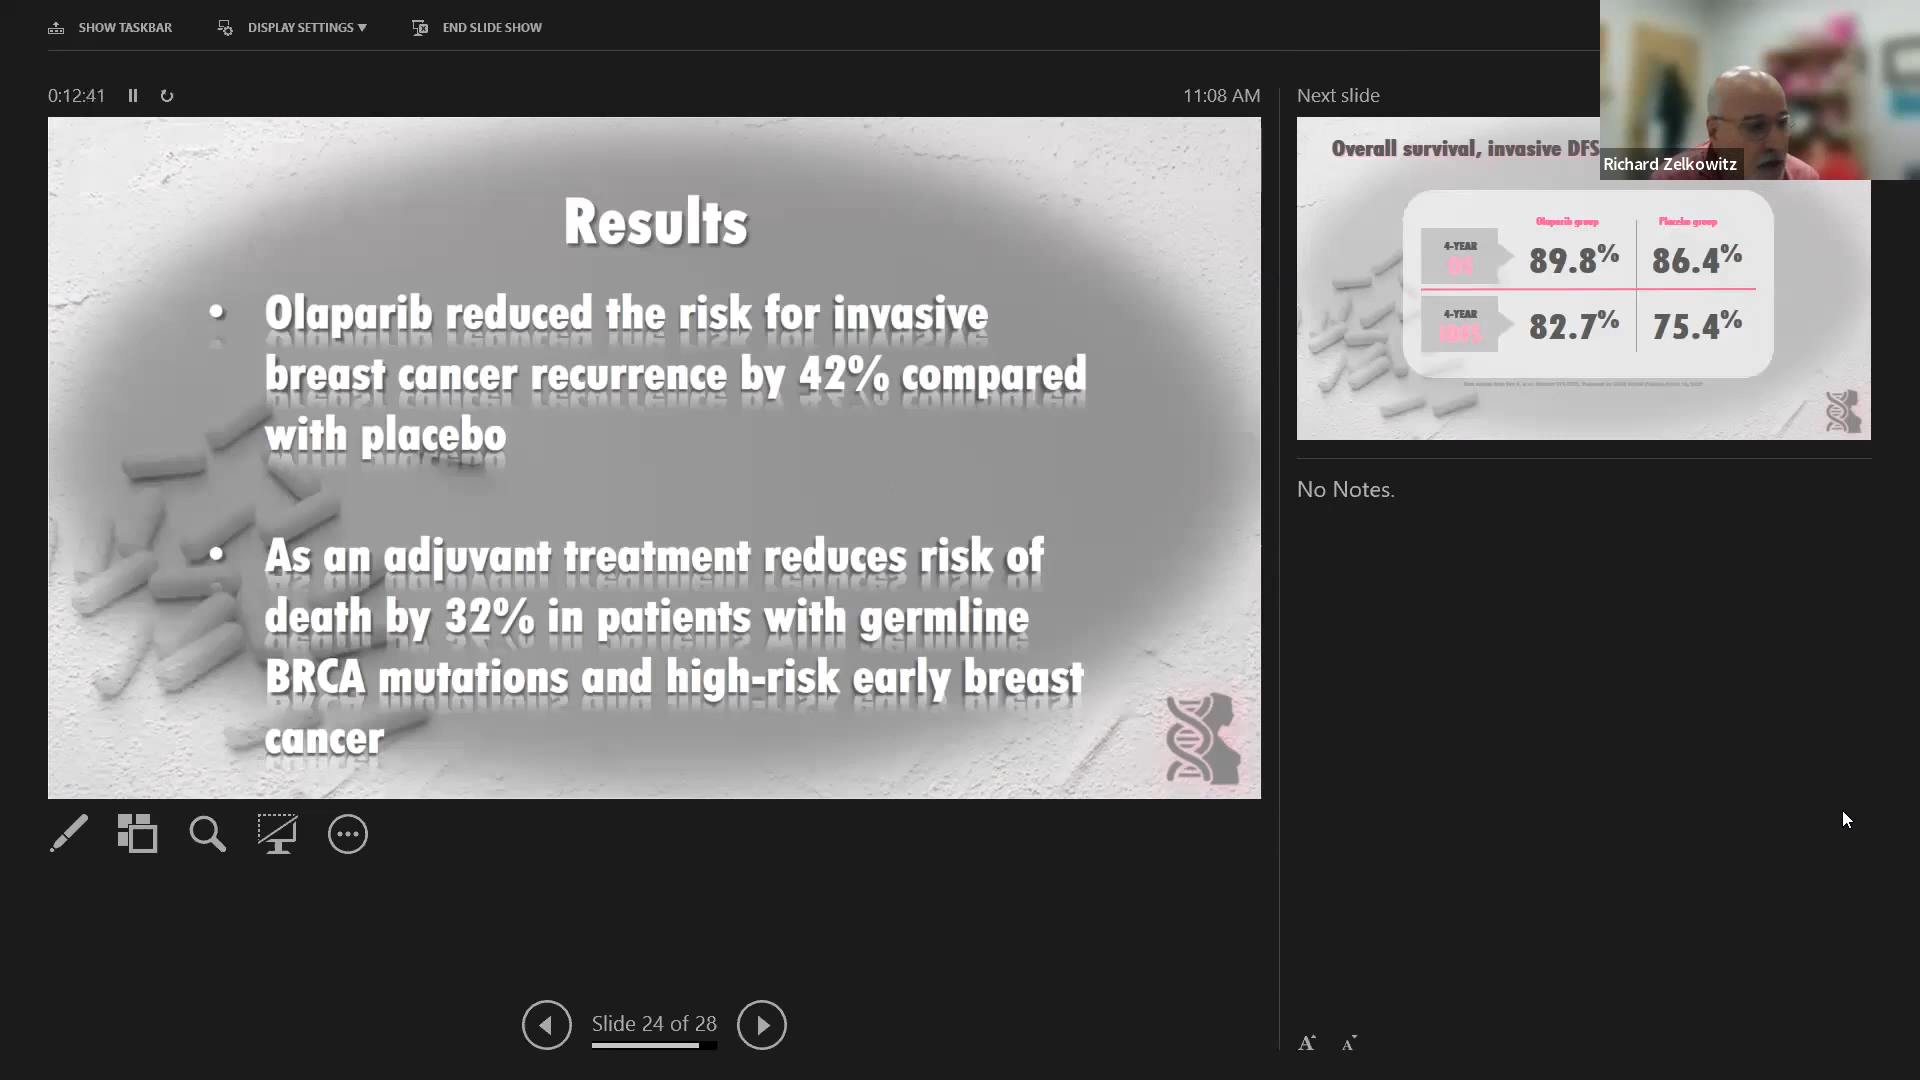 SHOW TASKBAR
DISPLAY SETTINGS
END SLIDE SHOW
0:12:41
11:08 AM
Next slide
Richard Zelkowitz
Results
• Olaparib reduced the risk for invasive
breast cancer recurrence by 42% compared
with placebo
• As an adjuvant treatment reduces risk of
death by 32% in patients with germline
BRCA mutations and high-risk early breast
cancer
Overall survival, invasive DFS
Olaparib group
Placebo group
4-YEAR
OS
89.8%
86.4%
4-YEAR
IDFS
82.7%
75.4%
No Notes.
Slide 24 of 28
A
A